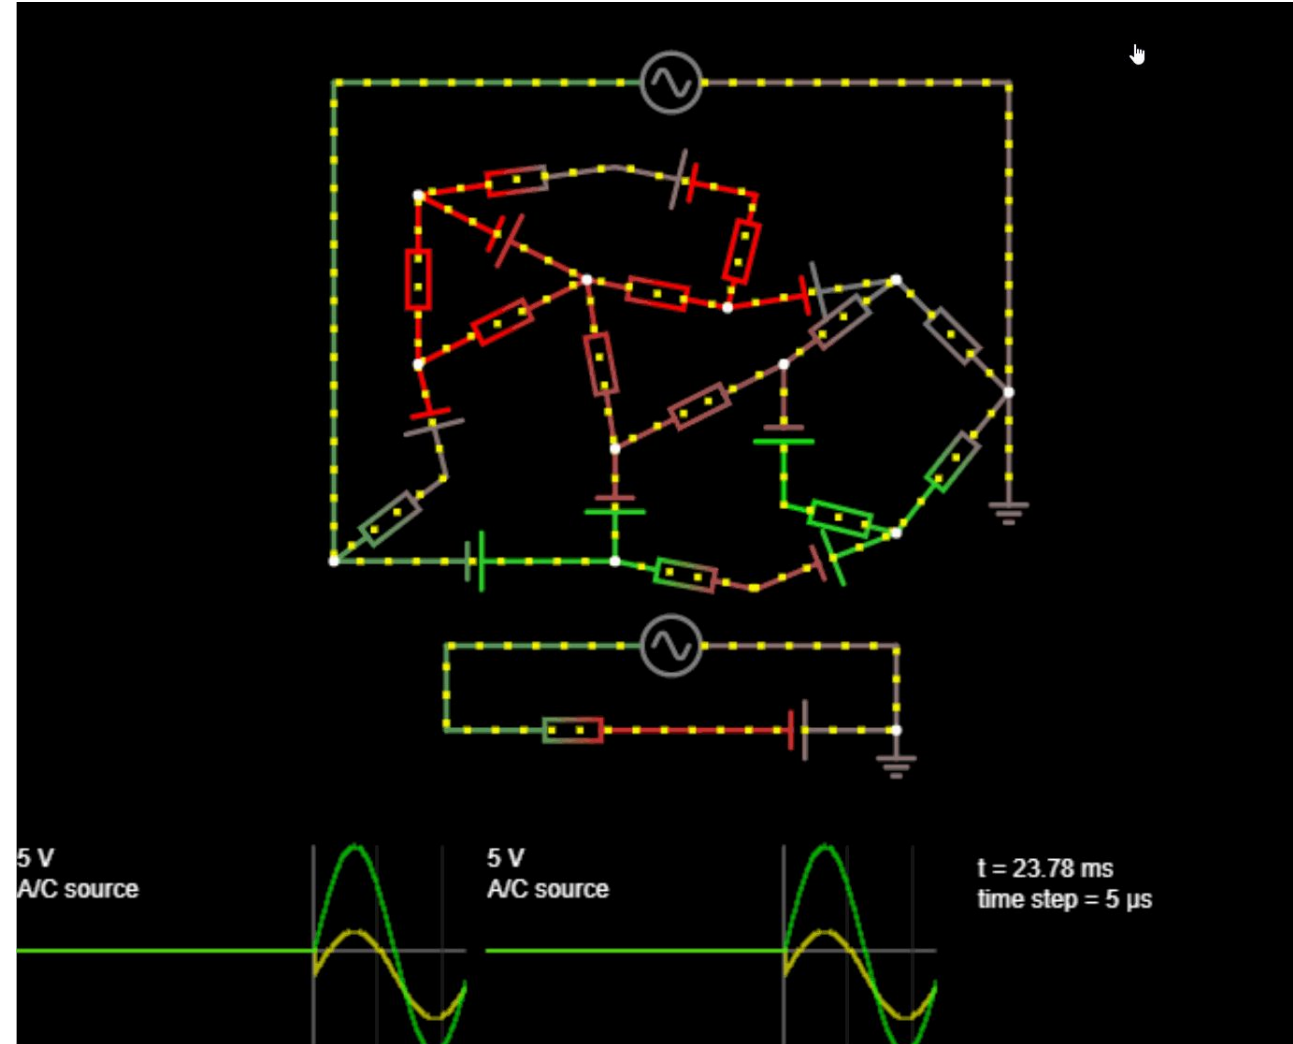 5 V
A/C source
5 V
A/C source
t = 23.78 ms
time step = 5 µs